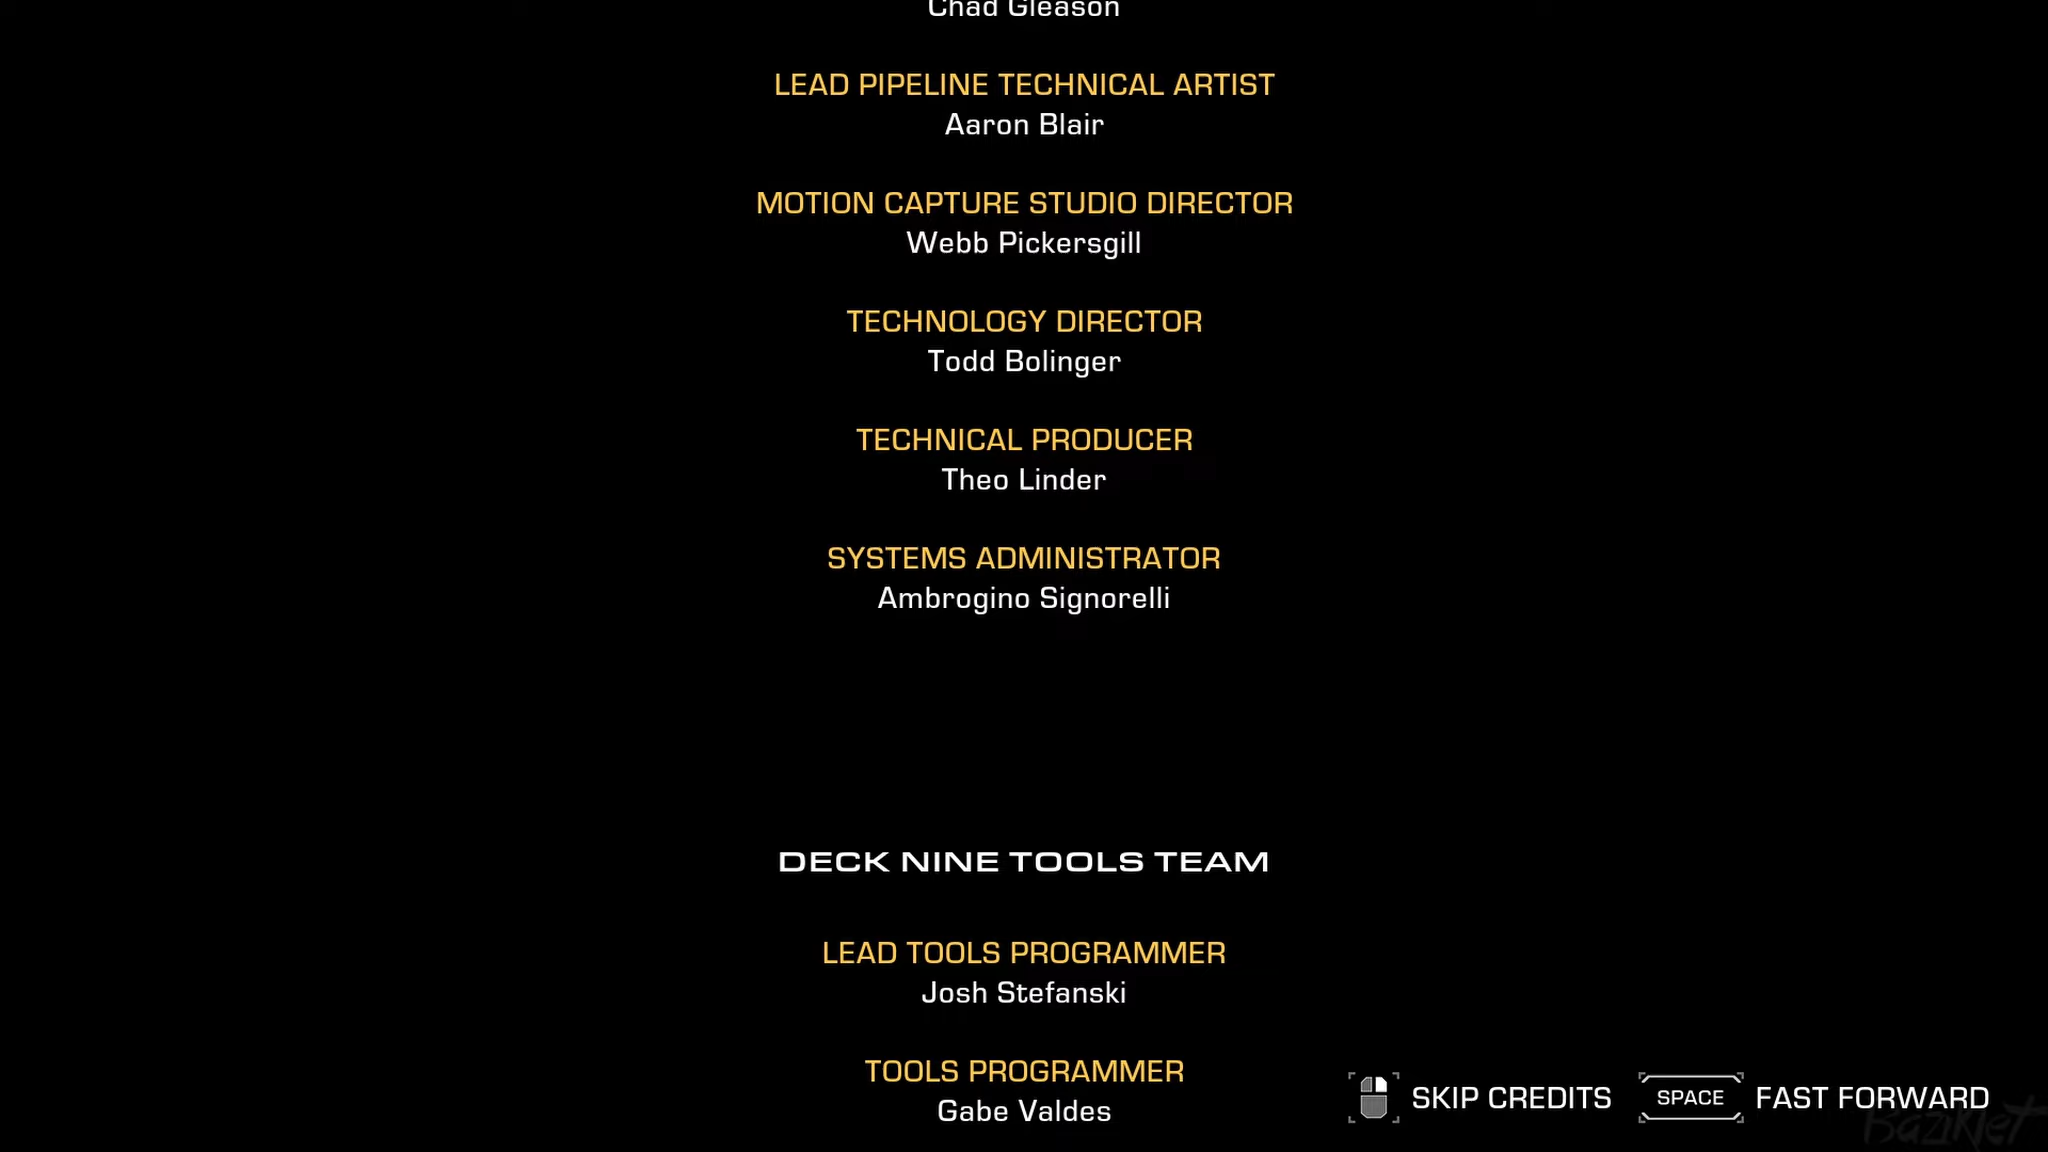 Chad Gleason
LEAD PIPELINE TECHNICAL ARTIST
Aaron Blair
MOTION CAPTURE STUDIO DIRECTOR
Webb Pickersgill
TECHNOLOGY DIRECTOR
Todd Bolinger
TECHNICAL PRODUCER
Theo Linder
SYSTEMS ADMINISTRATOR
Ambrogino Signorelli
DECK NINE TOOLS TEAM
LEAD TOOLS PROGRAMMER
Josh Stefanski
TOOLS PROGRAMMER
Gabe Valdes
SKIP CREDITS
SPACE FAST FORWARD
BaziNet